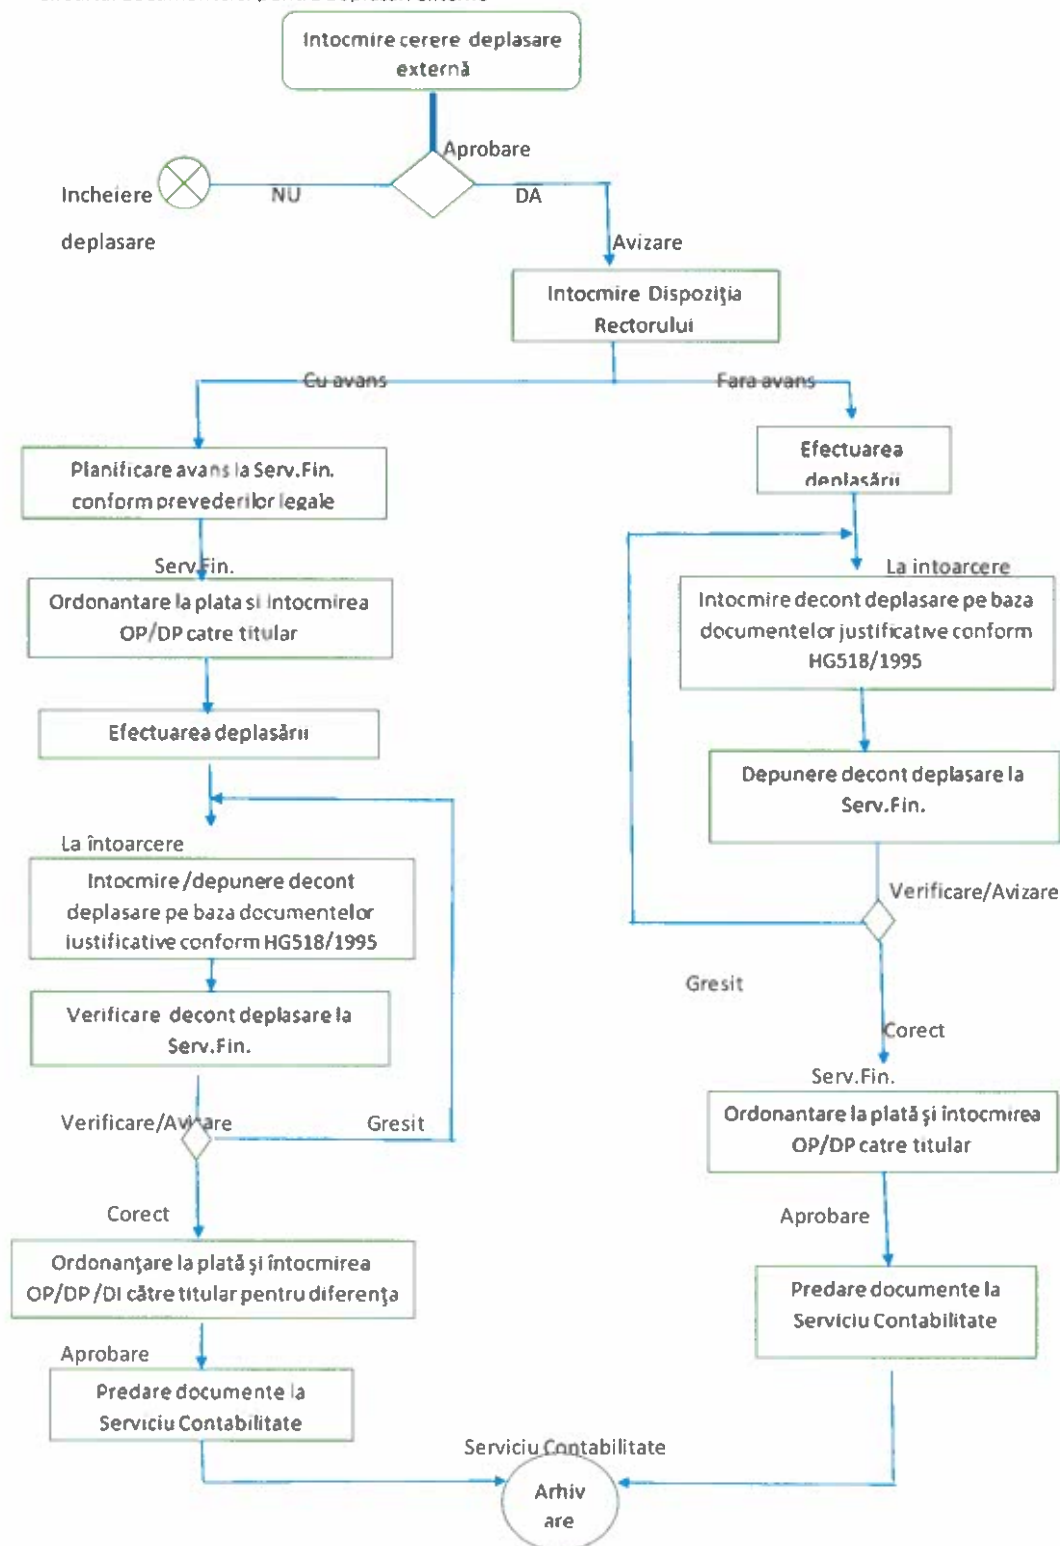 Intocmire cerere deplasare
externă
Aprobare
NU
DA
Incheiere
deplasare
Avizare
Intocmire Dispoziţia
Rectorului
Cu avans
Fara avans
Planificare avans la Serv.Fin.
conform prevederilor legale
Serv.Fin.
Ordonantare la plata si intocmirea
OP/DP catre titular
Efectuarea deplasării
La întoarcere
Intocmire/depunere decont
deplasare pe baza documentelor
justificative conform HG518/1995
Verificare decont deplasare la
Serv.Fin.
Verificare/Avizare
Gresit
Corect
Ordonanţare la plată şi întocmirea
OP/DP/DI către titular pentru diferenţa
Aprobare
Predare documente la
Serviciu Contabilitate
Efectuarea
deplasării
La intoarcere
Intocmire decont deplasare pe baza
documentelor justificative conform
HG518/1995
Depunere decont deplasare la
Serv.Fin.
Verificare/Avizare
Gresit
Corect
Serv.Fin.
Ordonantare la plată şi întocmirea
OP/DP catre titular
Aprobare
Predare documente la
Serviciu Contabilitate
Serviciu Contabilitate
Arhiv
are